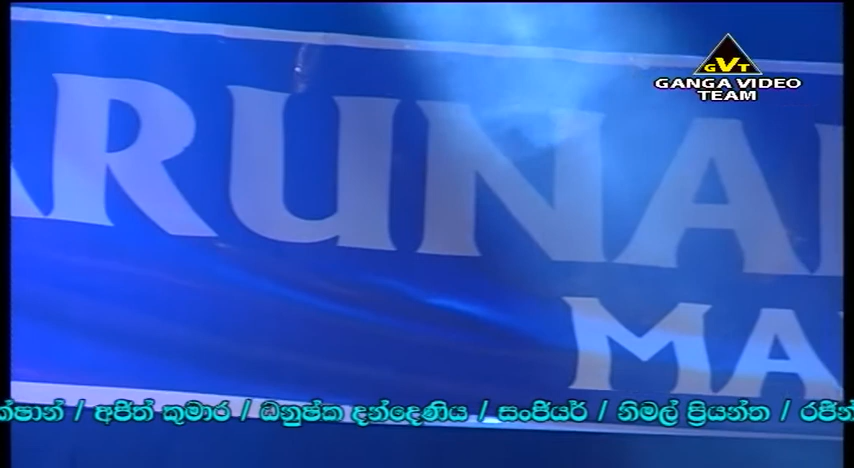 GVT
GANGA VIDEO
TEAM
ARUNA
MA
ක්ෂාන් / අජිත් කුමාර / ධනුෂ්ක දන්දෙණිය / සංජියර් / නිමල් ප්‍රියන්ත /